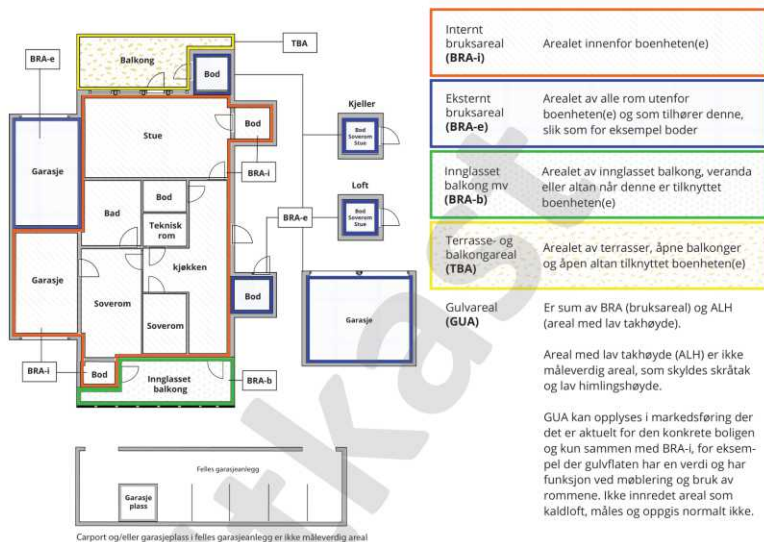 Balkong
TBA
BRA-e
Bod
Kjeller
Stue
Bod
Bod
Soverom
Stue
Garasje
BRA-i
Loft
Bod
Bad
Teknisk
rom
BRA-e
Bod
Soverom
Stue
Garasje
kjøkken
Soverom
Bod
Garasje
Soverom
BRA-i
Bod
Innglasset
balkong
BRA-b
Felles garasjeanlegg
Garasje
plass
Carport og/eller garasjeplass i felles garasjeanlegg er ikke måleverdig areal
Internt
bruksareal
(BRA-i)
Arealet innenfor boenheten(e)
Eksternt
bruksareal
(BRA-e)
Arealet av alle rom utenfor
boenheten(e) og som tilhører denne,
slik som for eksempel boder
Innglasset
balkong mv
(BRA-b)
Arealet av innglasset balkong, veranda
eller altan når denne er tilknyttet
boenheten(e)
Terrasse- og
balkongareal
(TBA)
Arealet av terrasser, åpne balkonger
og åpen altan tilknyttet boenheten(e)
Gulvareal
(GUA)
Er sum av BRA (bruksareal) og ALH
(areal med lav takhøyde).
Areal med lav takhøyde (ALH) er ikke
måleverdig areal, som skyldes skråtak
og lav himlingshøyde.
GUA kan opplyses i markedsføring der
det er aktuelt for den konkrete boligen
og kun sammen med BRA-i, for eksem-
pel der gulvflaten har en verdi og har
funksjon ved møblering og bruk av
rommene. Ikke innredet areal som
kaldloft, måles og oppgis normalt ikke.